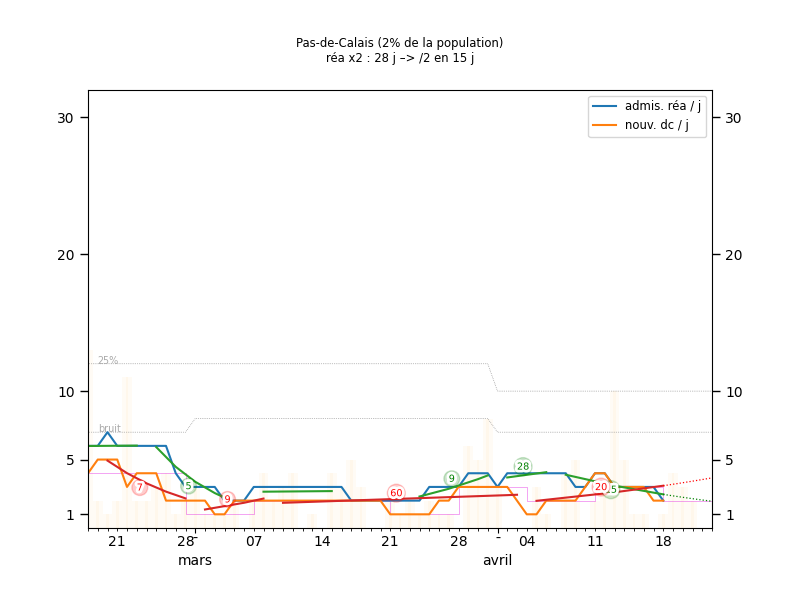 Pas-de-Calais (2% de la population)
réa x2 : 28 j –> /2 en 15 j
admis. réa / j
nouv. dc / j
30 30
20 20
25%
10 10
bruit
5 5
7 5 9 60 9 28 20 25
1 1
21 28 07 14 21 28 04 11 18
mars avril